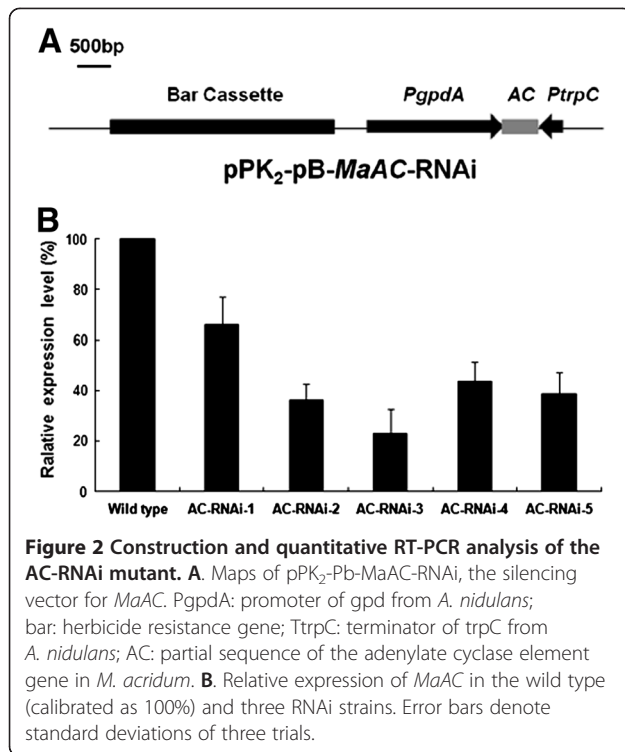 A
500bp
Bar Cassette PgpdA AC PtrpC
pPK₂-pB-MaAC-RNAi
B
Ralative expression level (%)
100
80
60
40
20
0
Wild type AC-RNAi-1 AC-RNAi-2 AC-RNAi-3 AC-RNAi-4 AC-RNAi-5
Figure 2 Construction and quantitative RT-PCR analysis of the
AC-RNAi mutant. A. Maps of pPK₂-Pb-MaAC-RNAi, the silencing
vector for MaAC. PgpdA: promoter of gpd from A. nidulans;
bar: herbicide resistance gene; TtrpC: terminator of trpC from
A. nidulans; AC: partial sequence of the adenylate cyclase element
gene in M. acridum. B. Relative expression of MaAC in the wild type
(calibrated as 100%) and three RNAi strains. Error bars denote
standard deviations of three trials.